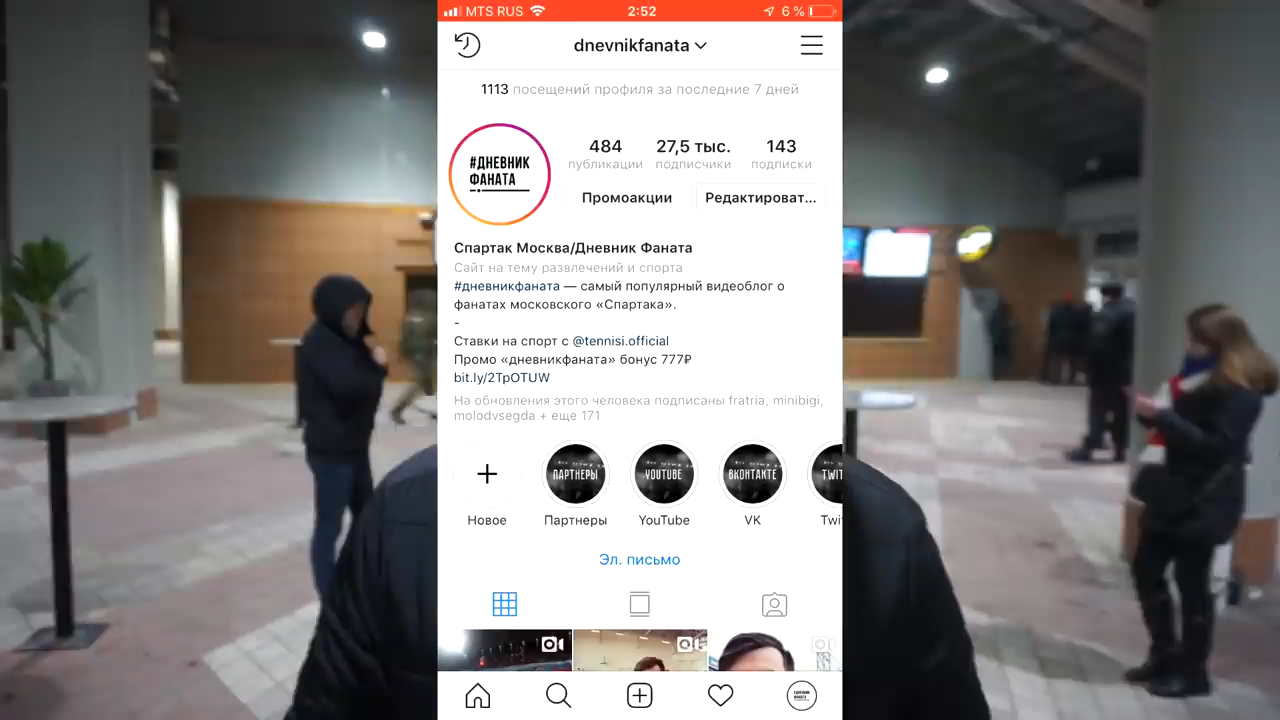 MTS RUS 2:52 6 %
dnevnikfanata
1113 посещений профиля за последние 7 дней
#ДНЕВНИК
ФАНАТА
484 27,5 тыс. 143
публикации подписчики подписки
Промоакции Редактироват...
Спартак Москва/Дневник Фаната
Сайт на тему развлечений и спорта
#дневникфаната — самый популярный видеоблог о
фанатах московского «Спартака».
-
Ставки на спорт с @tennisi.official
Промо «дневникфаната» бонус 777₽
bit.ly/2TpOTUW
На обновления этого человека подписаны fratria, minibigi,
molodvsegda + еще 171
ПАРТНЕРЫ YOUTUBE ВКОНТАКТЕ TWIT
Новое Партнеры YouTube VK Twi
Эл. письмо